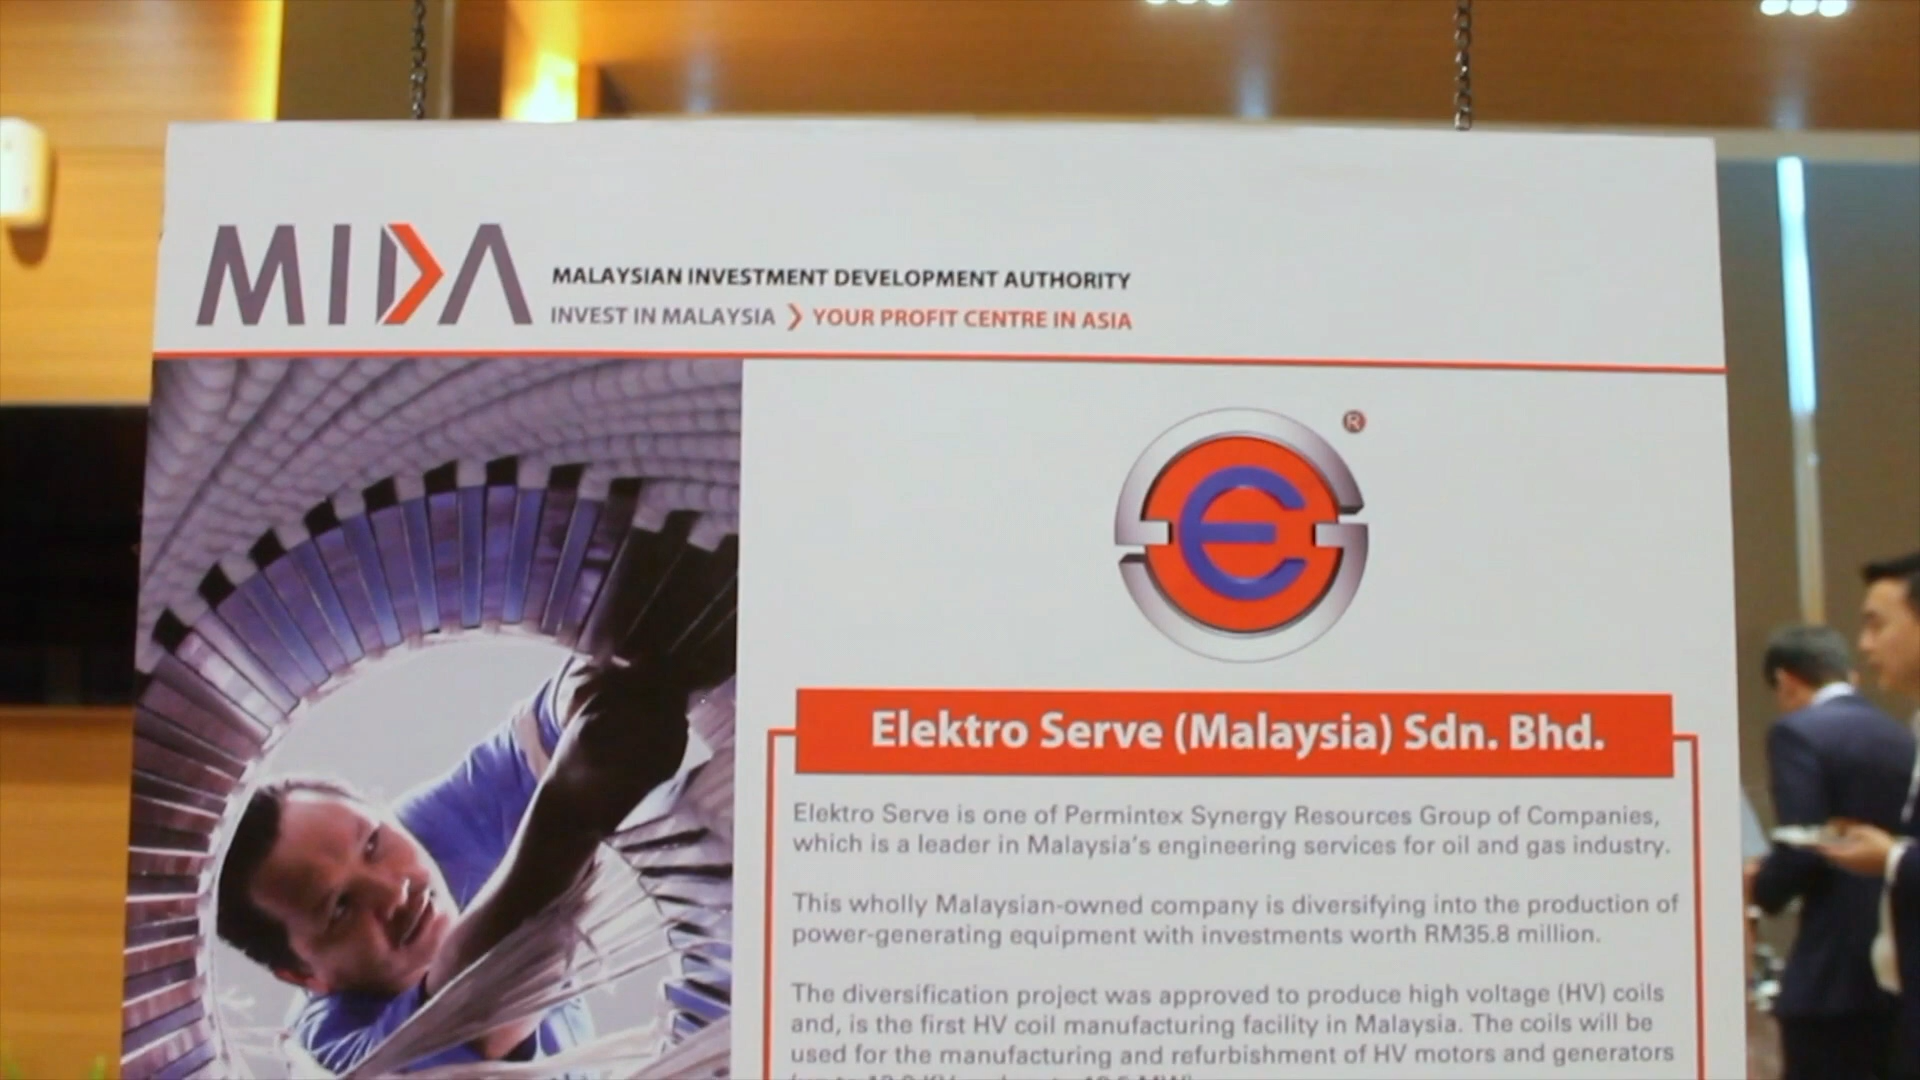 MIDA
MALAYSIAN INVESTMENT DEVELOPMENT AUTHORITY
INVEST IN MALAYSIA > YOUR PROFIT CENTRE IN ASIA
®
e
Elektro Serve (Malaysia) Sdn. Bhd.
Elektro Serve is one of Permintex Synergy Resources Group of Companies,
which is a leader in Malaysia's engineering services for oil and gas industry.
This wholly Malaysian-owned company is diversifying into the production of
power-generating equipment with investments worth RM35.8 million.
The diversification project was approved to produce high voltage (HV) coils
and, is the first HV coil manufacturing facility in Malaysia. The coils will be
used for the manufacturing and refurbishment of HV motors and generators